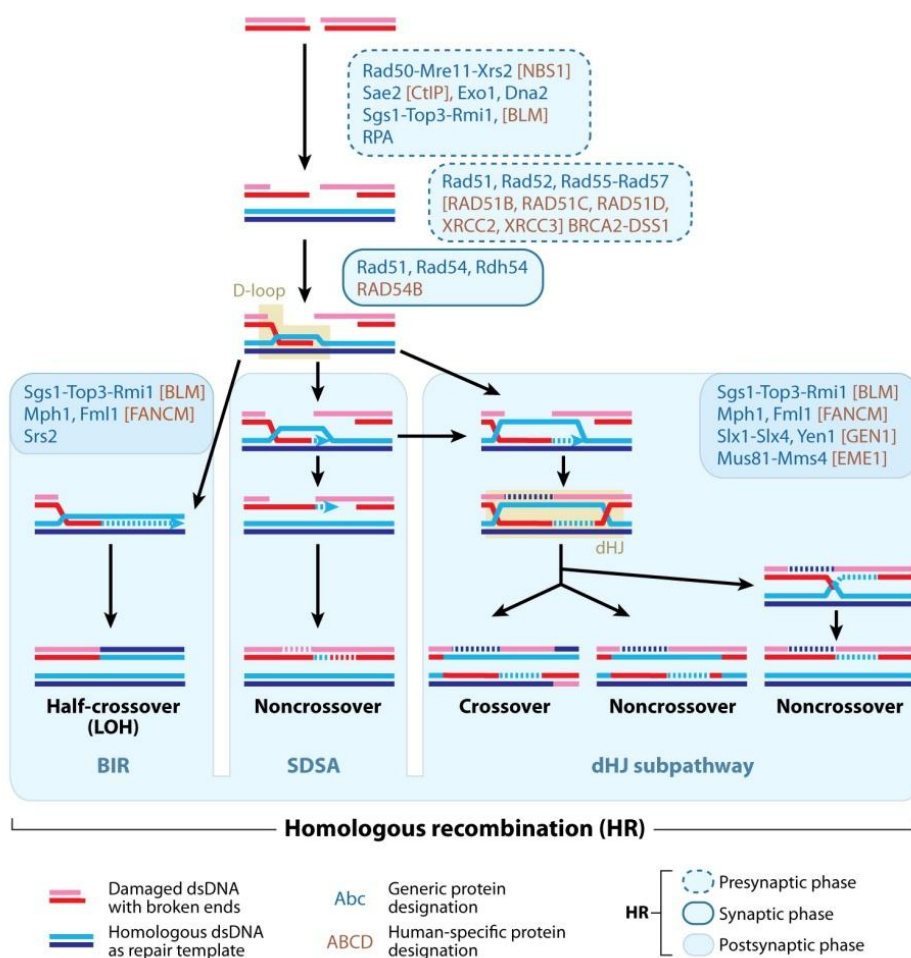 Rad50-Mre11-Xrs2 [NBS1]
Sae2 [CtIP], Exo1, Dna2
Sgs1-Top3-Rmi1, [BLM]
RPA
Rad51, Rad52, Rad55-Rad57
[RAD51B, RAD51C, RAD51D,
XRCC2, XRCC3] BRCA2-DSS1
Rad51, Rad54, Rdh54
RAD54B
D-loop
Sgs1-Top3-Rmi1 [BLM]
Mph1, Fml1 [FANCM]
Srs2
Sgs1-Top3-Rmi1 [BLM]
Mph1, Fml1 [FANCM]
Slx1-Slx4, Yen1 [GEN1]
Mus81-Mms4 [EME1]
dHJ
Half-crossover
(LOH)
Noncrossover
Crossover
Noncrossover
Noncrossover
BIR
SDSA
dHJ subpathway
Homologous recombination (HR)
Damaged dsDNA
with broken ends
Homologous dsDNA
as repair template
Abc
Generic protein
designation
ABCD
Human-specific protein
designation
HR
Presynaptic phase
Synaptic phase
Postsynaptic phase